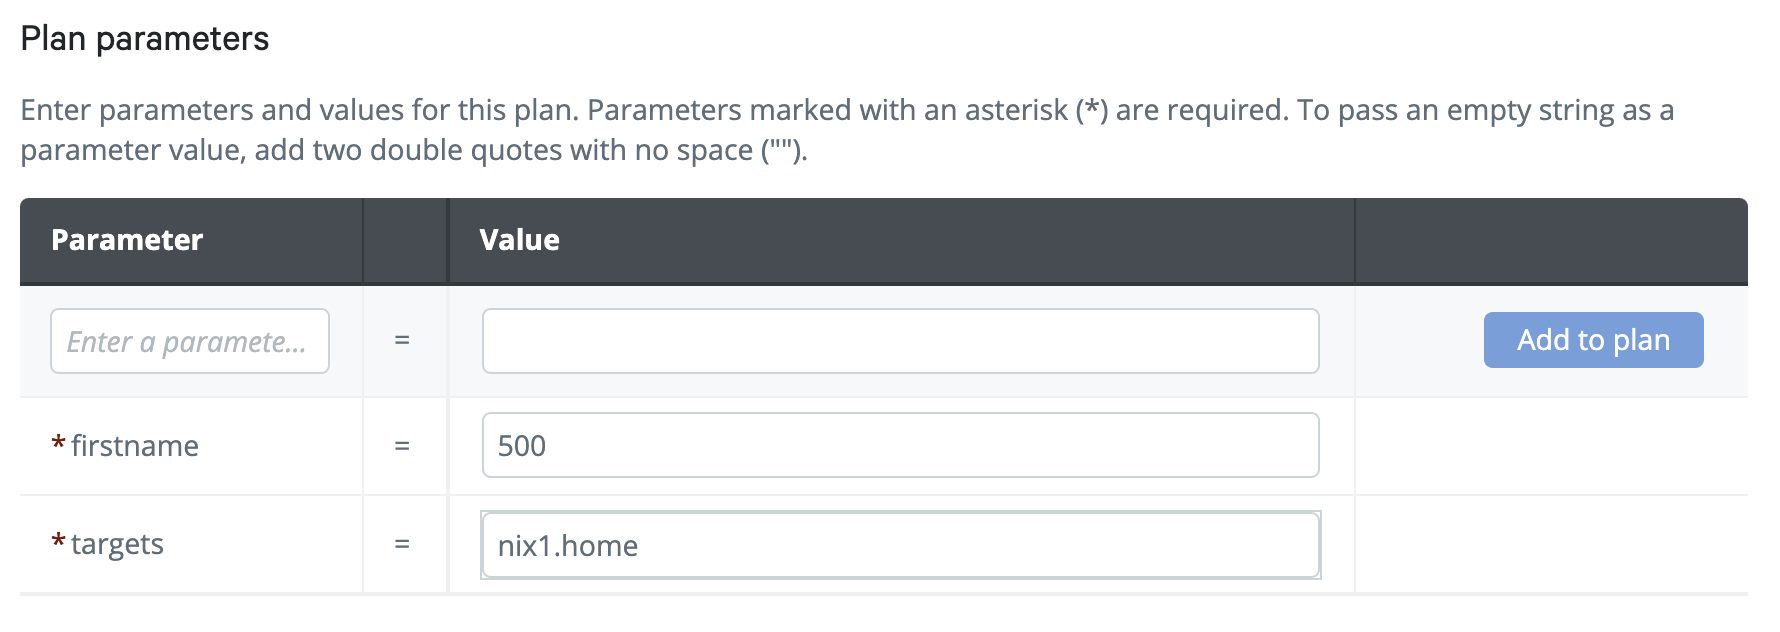 Plan parameters
Enter parameters and values for this plan. Parameters marked with an asterisk (*) are required. To pass an empty string as a
parameter value, add two double quotes with no space ("").
Parameter Value
Enter a paramete... = Add to plan
*firstname = 500
*targets = nix1.home